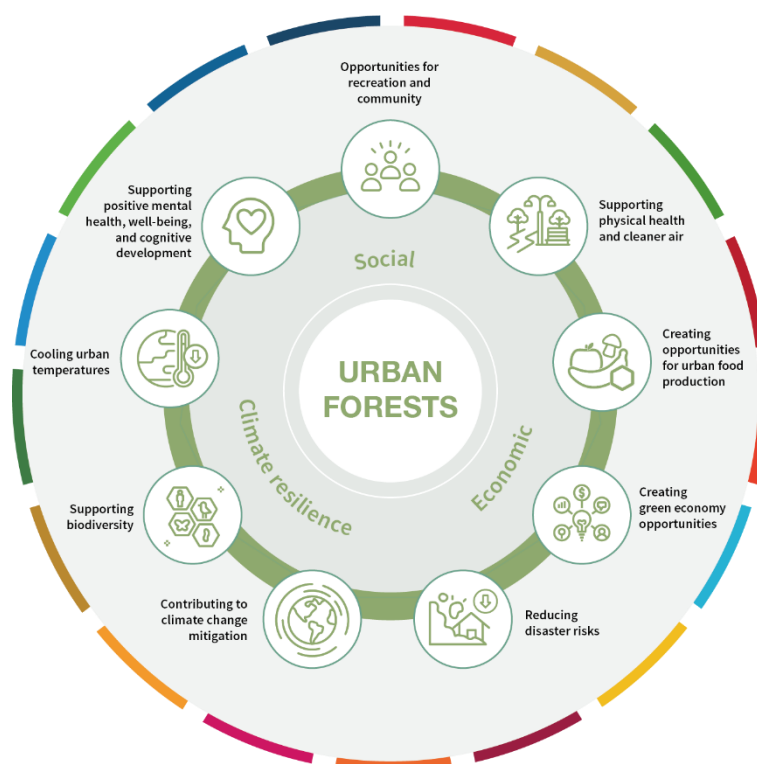 Opportunities for
recreation and
community
Supporting
physical health
and cleaner air
Creating
opportunities
for urban food
production
Creating
green economy
opportunities
$
Reducing
disaster risks
Contributing to
climate change
mitigation
Supporting
biodiversity
Cooling urban
temperatures
Supporting
positive mental
health, well-being,
and cognitive
development
Social
Economic
Climate resilience
URBAN
FORESTS